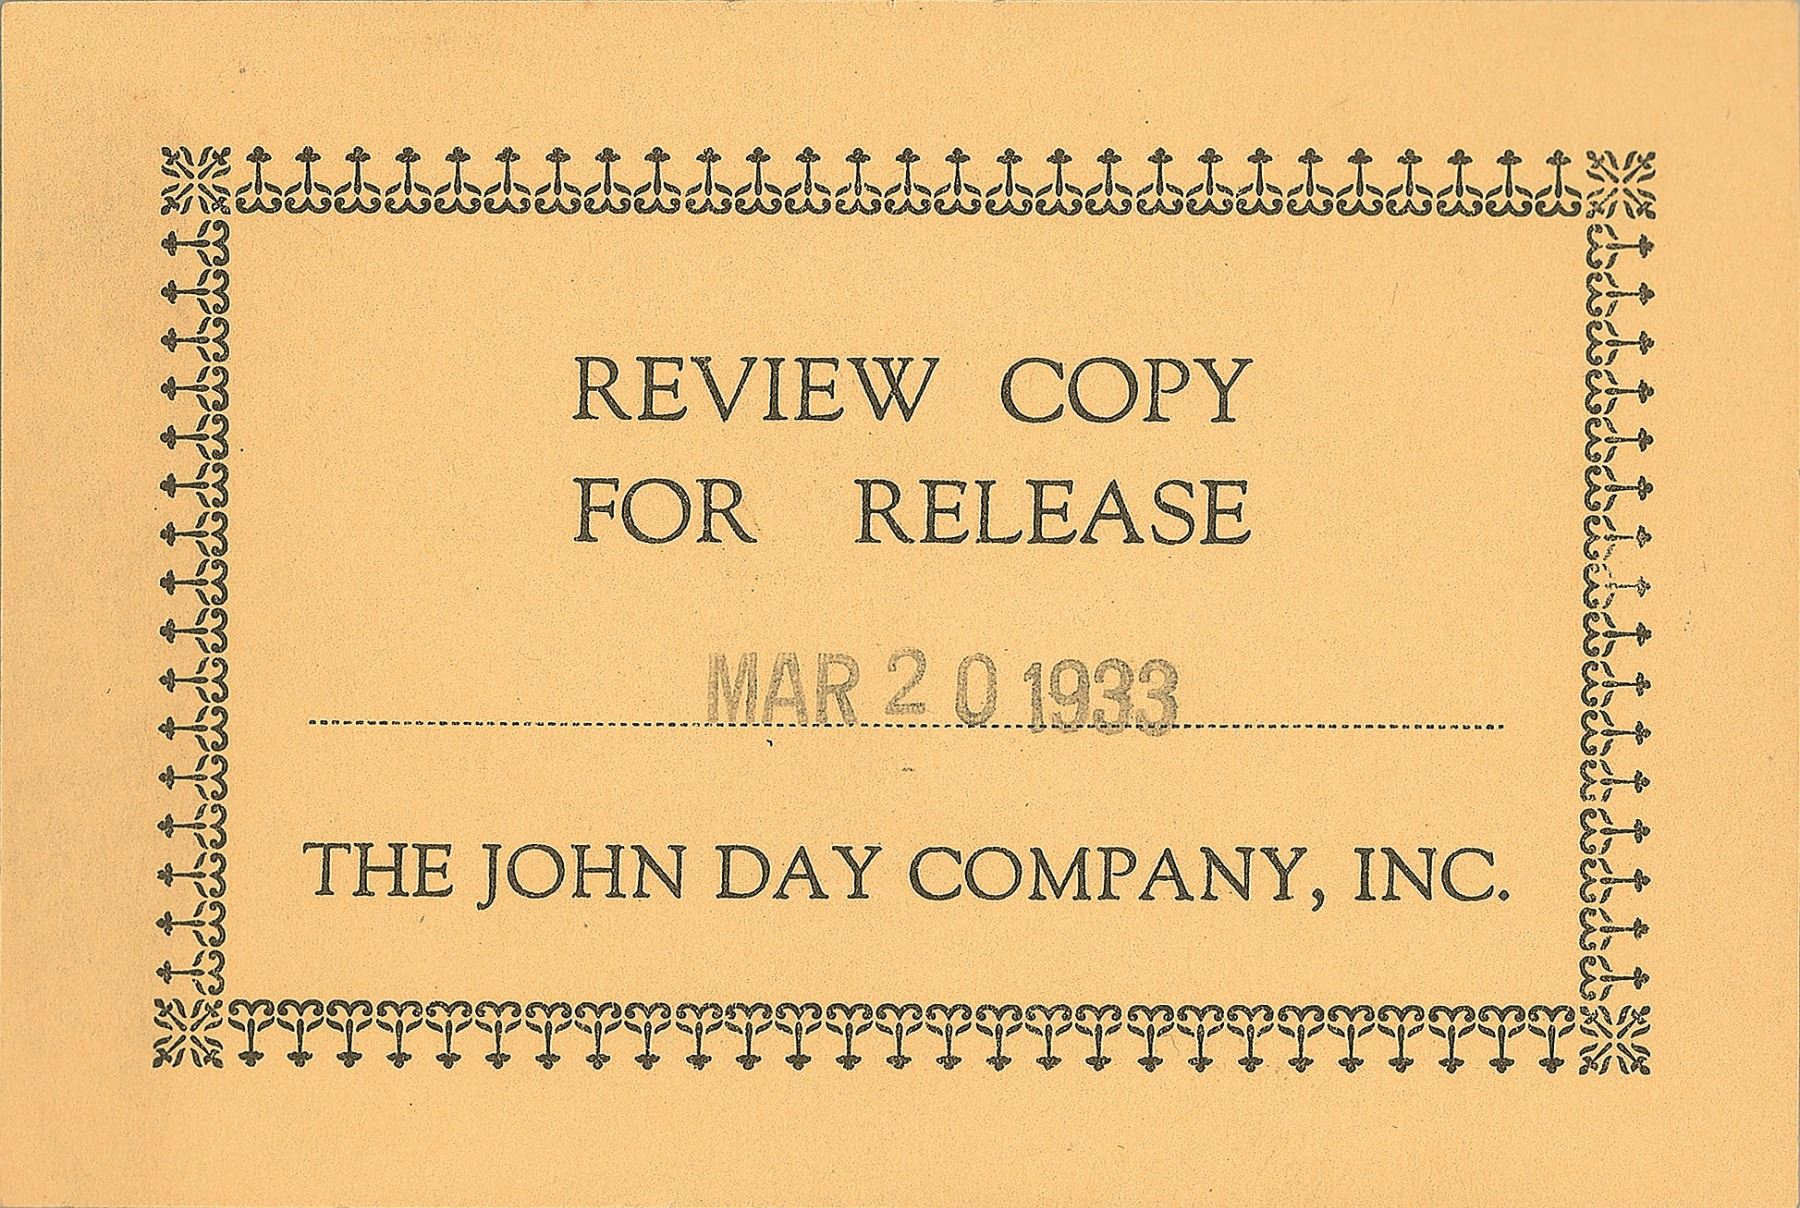 REVIEW COPY
FOR RELEASE
MAR 20 1933
THE JOHN DAY COMPANY, INC.